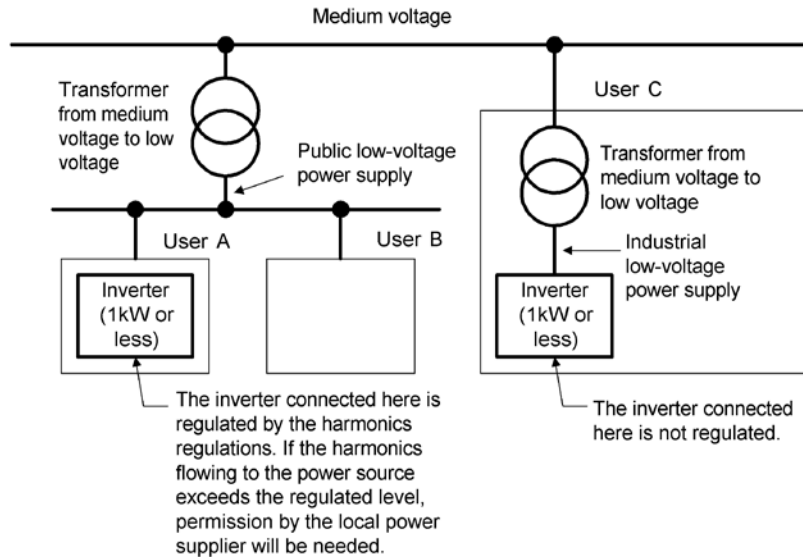 Medium voltage
Transformer
from medium
voltage to low
voltage
Public low-voltage
power supply
User A
User B
Inverter
(1kW or
less)
The inverter connected here is
regulated by the harmonics
regulations. If the harmonics
flowing to the power source
exceeds the regulated level,
permission by the local power
supplier will be needed.
User C
Transformer from
medium voltage to
low voltage
Industrial
low-voltage
power supply
Inverter
(1kW or
less)
The inverter connected
here is not regulated.